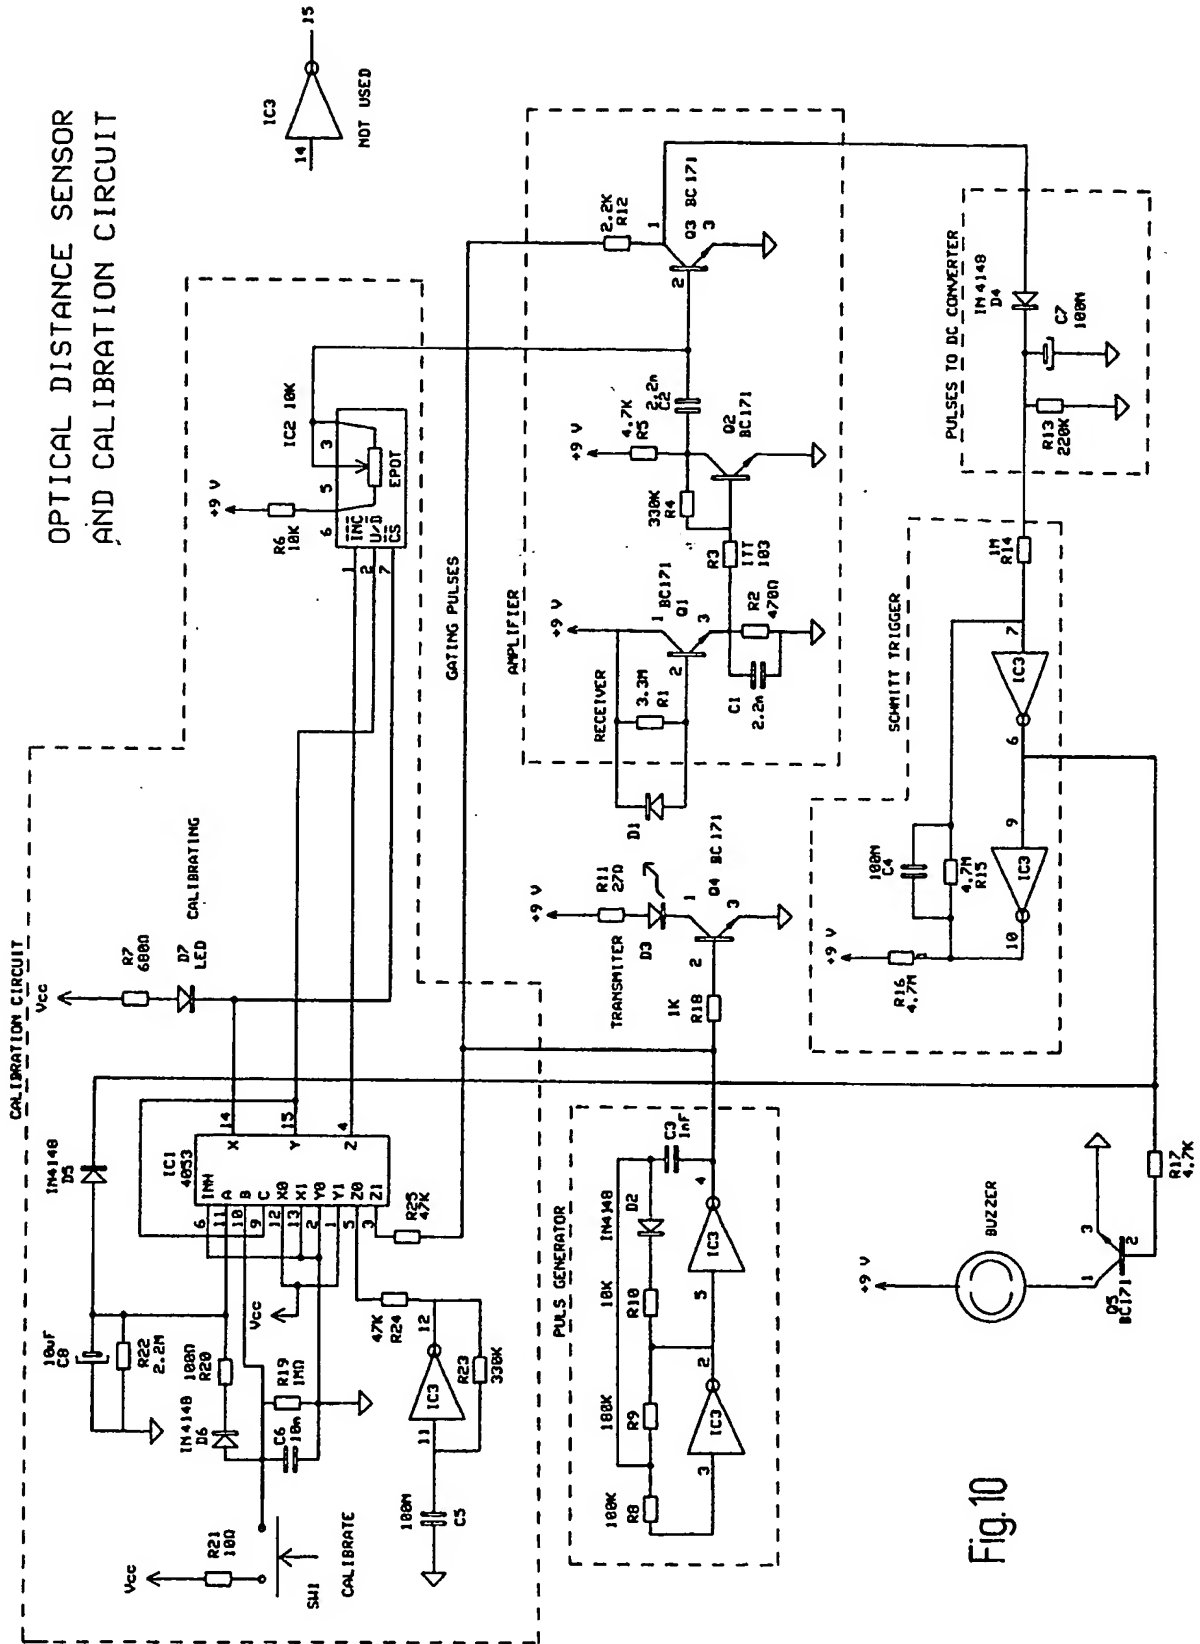 OPTICAL DISTANCE SENSOR
AND CALIBRATION CIRCUIT
IC3
14
15
NOT USED
CALIBRATION CIRCUIT
Vcc
R21
10Ω
SW1
CALIBRATE
10uF
C8
R22
2.2M
IN4148
D5
IN4148
D6
100Ω
R20
C6
10n
R19
1MΩ
Vcc
100N
C5
11
IC3
12
R23
330K
47K
R24
R25
47K
IC1
4053
6
11
10
9
12
13
2
1
5
3
INH
A
B
C
X0
X1
Y0
Y1
Z0
Z1
X
Y
Z
14
15
4
Vcc
R7
680Ω
D7
LED
CALIBRATING
+9 V
R6
10K
IC2 10K
6
5
3
EPOT
INC
U/D
CS
1
2
7
GATING PULSES
PULS GENERATOR
100K
R8
180K
R9
10K
R10
IN4148
D2
C3
1nF
3
IC3
2
5
IC3
4
TRANSMITER
+9 V
R11
27Ω
D3
1K
R18
1
2
3
Q4
BC171
AMPLIFIER
RECEIVER
D1
3.3M
R1
+9 V
1
2
3
BC171
Q1
C1
2.2n
R2
470Ω
R3
ITT
103
330K
R4
+9 V
4.7K
R5
2.2n
C2
Q2
BC171
2.2K
R12
1
2
3
Q3
BC171
PULSES TO DC CONVERTER
IN4148
D4
C7
100N
R13
220K
SCHMITT TRIGGER
1M
R14
7
IC3
6
9
IC3
10
100N
C4
4.7M
R15
+9 V
R16
4.7M
+9 V
BUZZER
1
2
3
Q5
BC171
R17
4.7K
Fig.10